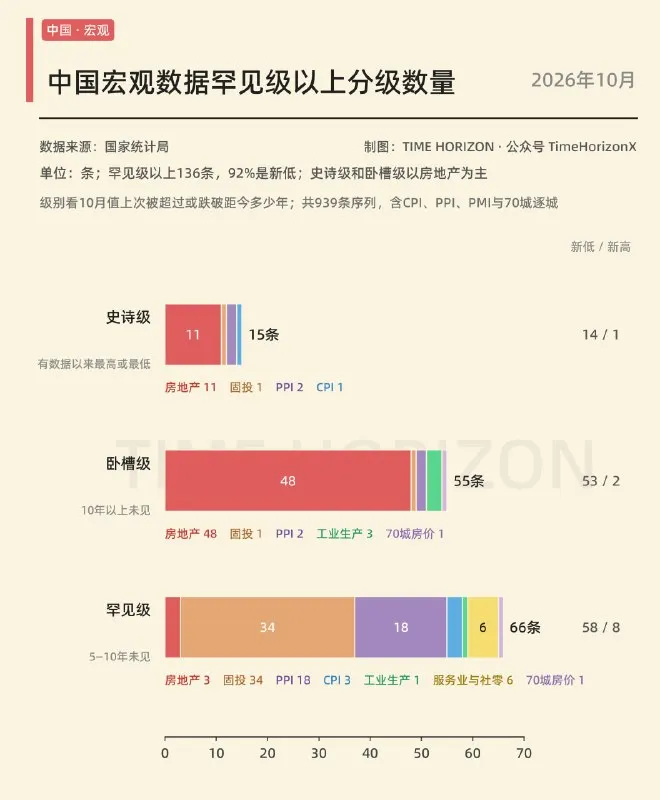 中国·宏观
中国宏观数据罕见级以上分级数量 2026年10月
数据来源：国家统计局 制图：TIME HORIZON · 公众号 TimeHorizonX
单位：条；罕见级以上136条，92%是新低；史诗级和卧槽级以房地产为主
级别看10月值上次被超过或跌破距今多少年；共939条序列，含CPI、PPI、PMI与70城逐城
新低 / 新高
史诗级 11 15条 14 / 1
有数据以来最高或最低
房地产 11 固投 1 PPI 2 CPI 1
TIME HORIZON
卧槽级 48 55条 53 / 2
10年以上未见
房地产 48 固投 1 PPI 2 工业生产 3 70城房价 1
罕见级 34 18 6 66条 58 / 8
5–10年未见
房地产 3 固投 34 PPI 18 CPI 3 工业生产 1 服务业与社零 6 70城房价 1
0 10 20 30 40 50 60 70